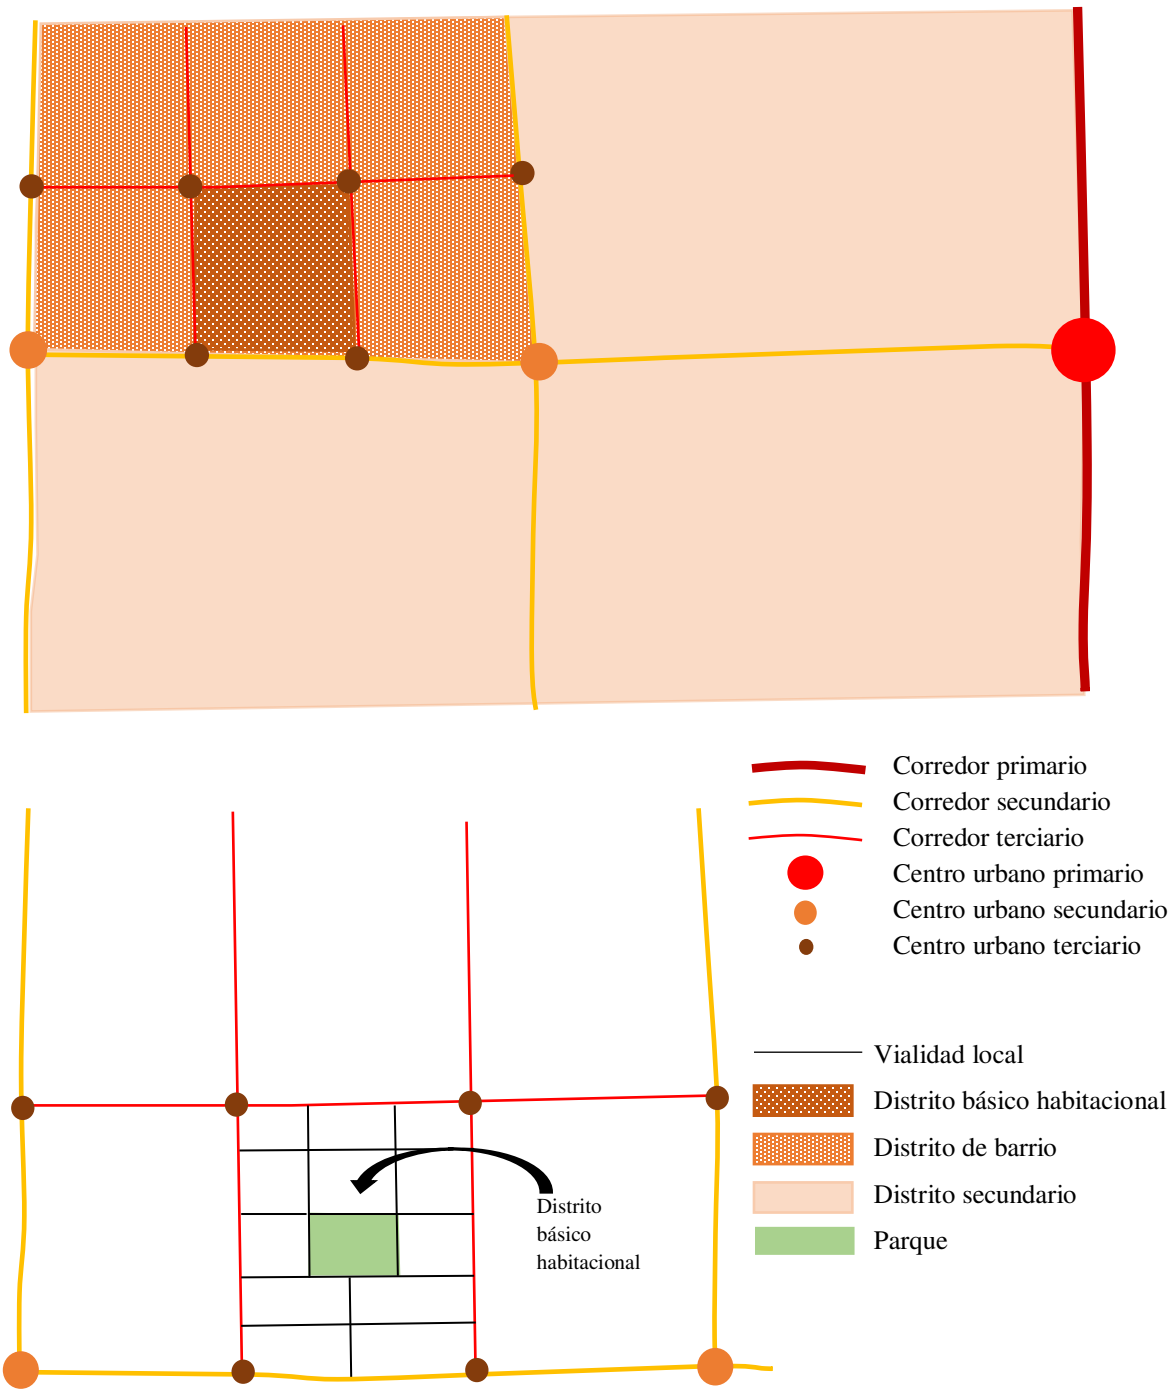 Corredor primario
Corredor secundario
Corredor terciario
Centro urbano primario
Centro urbano secundario
Centro urbano terciario
Vialidad local
Distrito básico habitacional
Distrito de barrio
Distrito secundario
Parque
Distrito
básico
habitacional